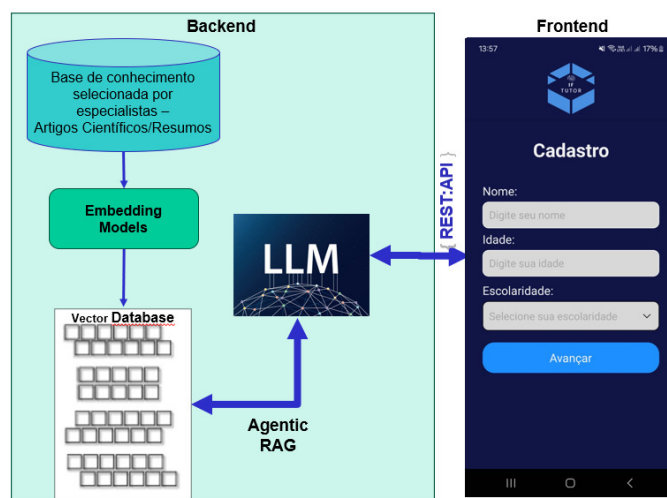 Backend
Base de conhecimento
selecionada por
especialistas –
Artigos Científicos/Resumos
Embedding
Models
Vector Database
LLM
Agentic
RAG
{ REST:API }
Frontend
13:57
17%
IF
TUTOR
Cadastro
Nome:
Digite seu nome
Idade:
Digite sua idade
Escolaridade:
Selecione sua escolaridade
Avançar